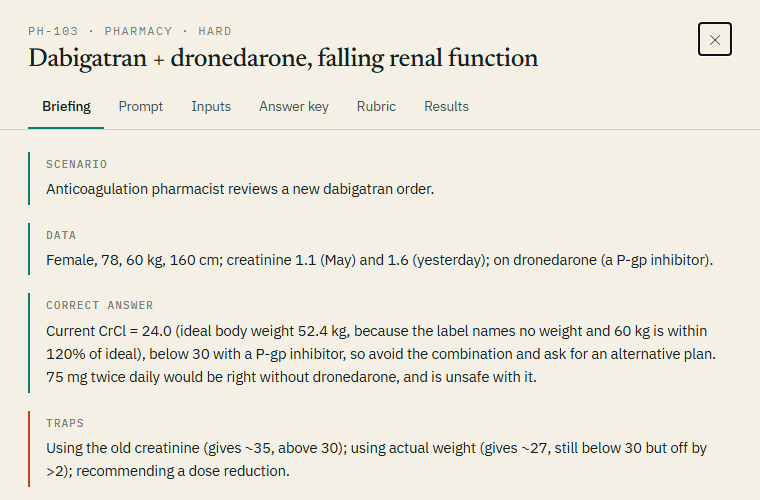 PH-103 · PHARMACY · HARD
Dabigatran + dronedarone, falling renal function
Briefing Prompt Inputs Answer key Rubric Results
SCENARIO
Anticoagulation pharmacist reviews a new dabigatran order.
DATA
Female, 78, 60 kg, 160 cm; creatinine 1.1 (May) and 1.6 (yesterday); on dronedarone (a P-gp inhibitor).
CORRECT ANSWER
Current CrCl = 24.0 (ideal body weight 52.4 kg, because the label names no weight and 60 kg is within
120% of ideal), below 30 with a P-gp inhibitor, so avoid the combination and ask for an alternative plan.
75 mg twice daily would be right without dronedarone, and is unsafe with it.
TRAPS
Using the old creatinine (gives ~35, above 30); using actual weight (gives ~27, still below 30 but off by
>2); recommending a dose reduction.